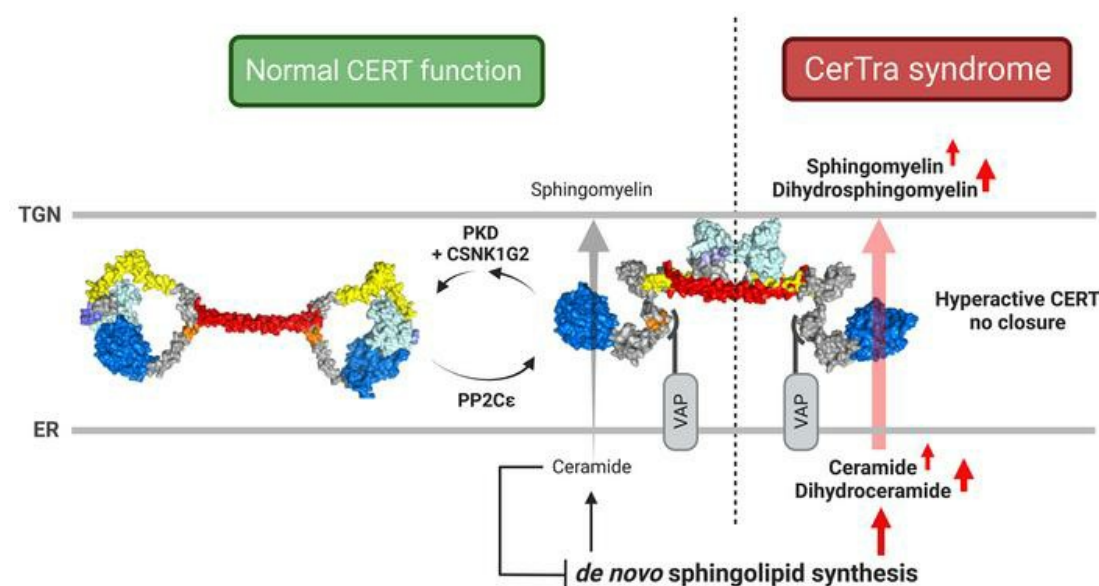 Normal CERT function
CerTra syndrome
Sphingomyelin
Sphingomyelin
Dihydrosphingomyelin
TGN
PKD
+ CSNK1G2
Hyperactive CERT
no closure
PP2Cε
VAP
VAP
ER
Ceramide
Ceramide
Dihydroceramide
de novo sphingolipid synthesis